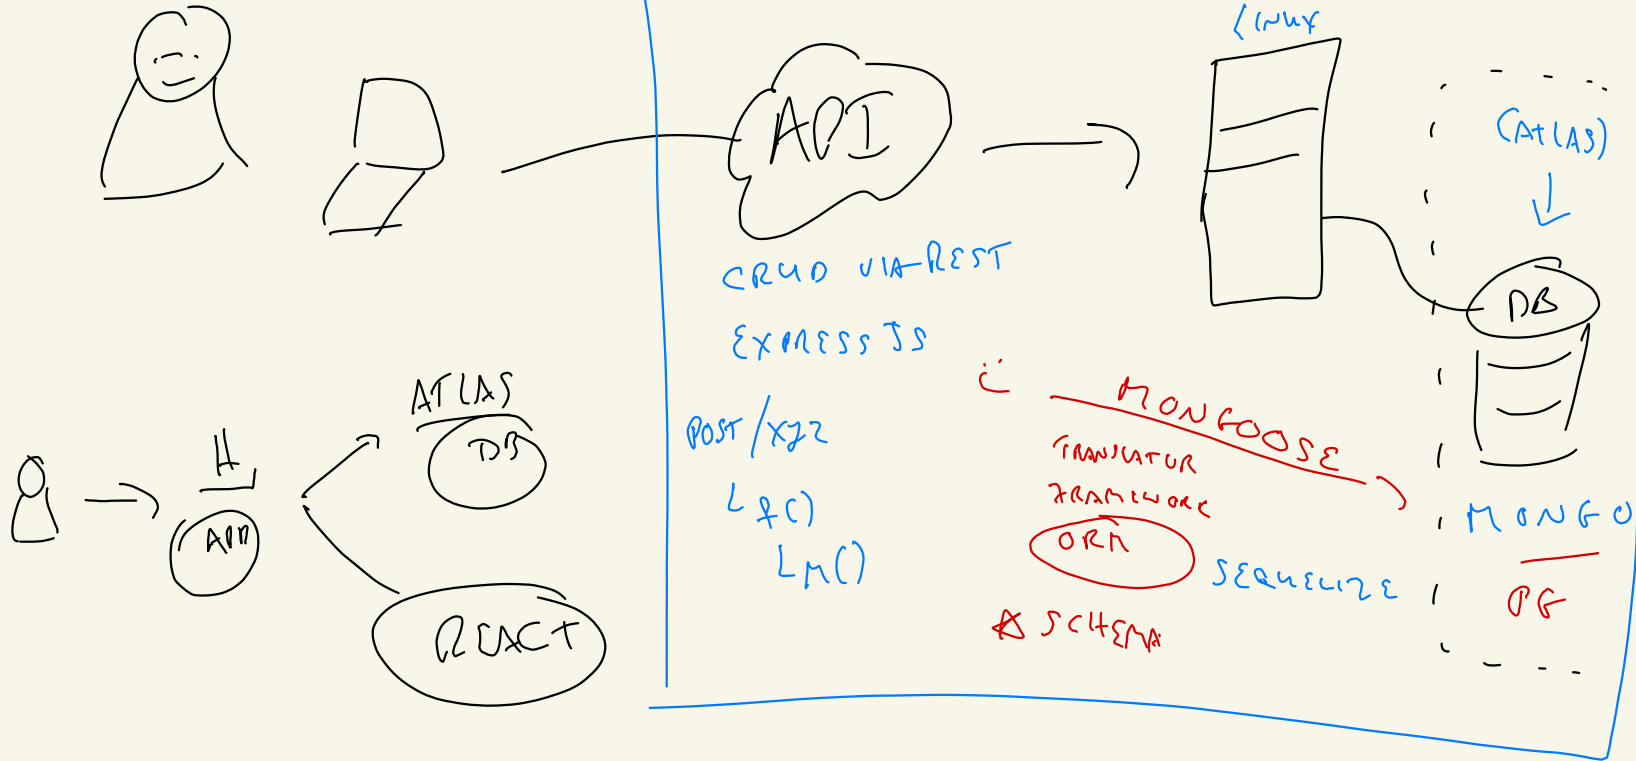 LINUX
API
(ATLAS)
CRUD VIA REST
DB
EXPRESS JS
MONGOOSE
ATLAS
DB
POST /XYZ
TRANSLATOR
FRAMEWORK
H
L f()
MONGO
APP
ORM
L M()
SEQUELIZE
PG
SCHEMA
REACT